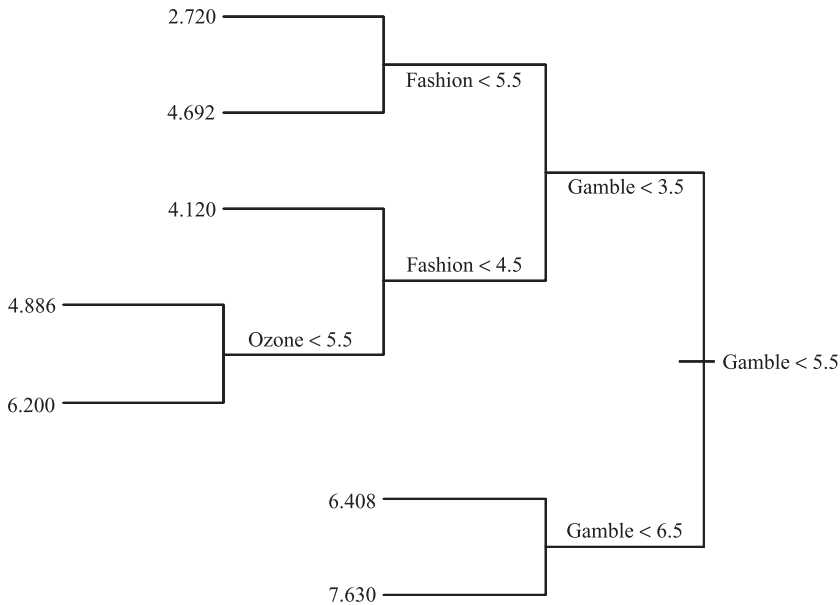 2.720
Fashion < 5.5
4.692
Gamble < 3.5
4.120
Fashion < 4.5
4.886
Ozone < 5.5
Gamble < 5.5
6.200
6.408
Gamble < 6.5
7.630